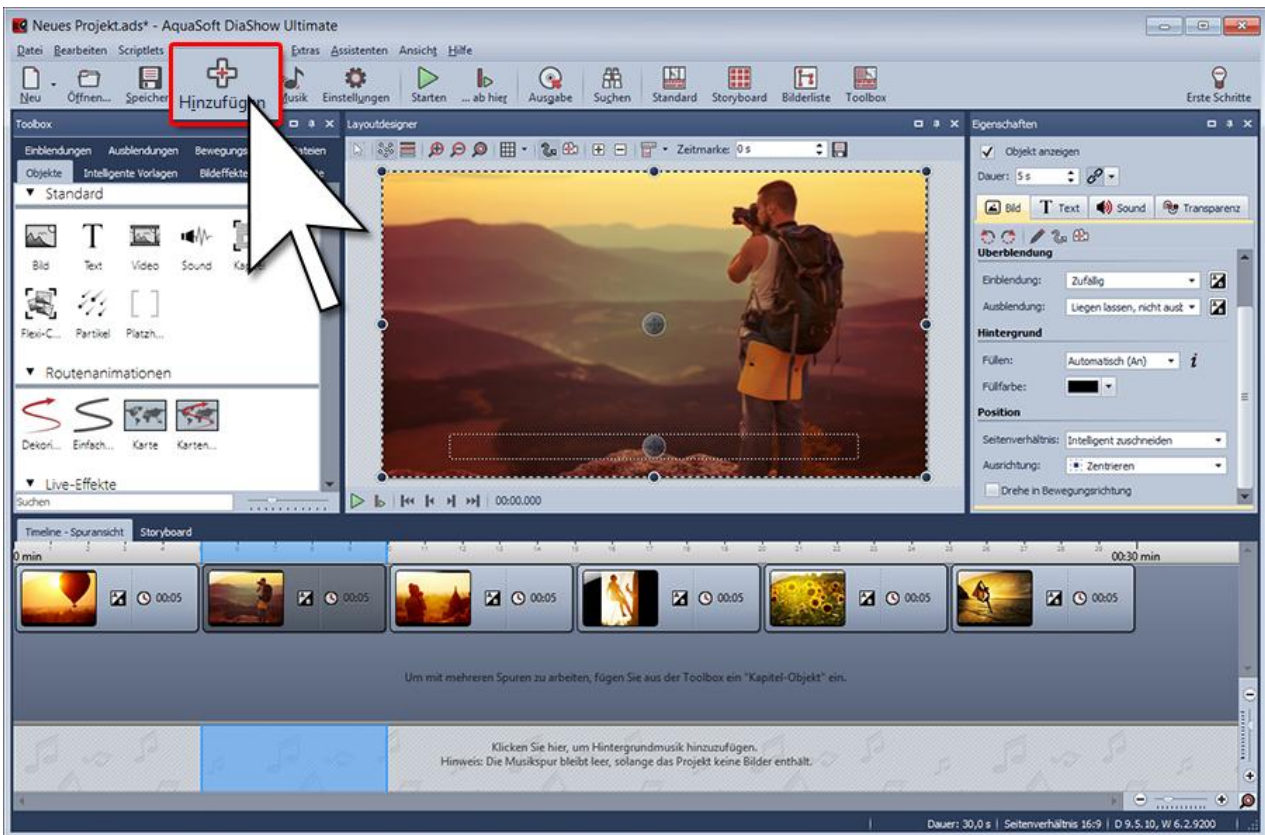 Neues Projekt.ads* - AquaSoft DiaShow Ultimate
Datei Bearbeiten Scriptlets Extras Assistenten Ansicht Hilfe
Neu Öffnen... Speicher Hinzufügen Musik Einstellungen Starten ... ab hier Ausgabe Suchen Standard Storyboard Bilderliste Toolbox Erste Schritte
Toolbox
Einblendungen Ausblendungen Bewegungs
Objekte Intelligente Vorlagen Bildeffekte
Standard
Bild Text Video Sound
Flexi-C... Partikel Platzh...
Routenanimationen
Dekori... Einfach... Karte Karten...
Live-Effekte
Suchen
Layoutdesigner
Zeitmarke: 0 s
00:00.000
Eigenschaften
Objekt anzeigen
Dauer: 5 s
Bild Text Sound Transparenz
Überblendung
Einblendung: Zufällig
Ausblendung: Liegen lassen, nicht ausb
Hintergrund
Füllen: Automatisch (An)
Füllfarbe:
Position
Seitenverhältnis: Intelligent zuschneiden
Ausrichtung: Zentrieren
Drehe in Bewegungsrichtung
Timeline - Spuransicht Storyboard
0 min 00:30 min
00:05 00:05 00:05 00:05 00:05 00:05
Um mit mehreren Spuren zu arbeiten, fügen Sie aus der Toolbox ein "Kapitel-Objekt" ein.
Klicken Sie hier, um Hintergrundmusik hinzuzufügen.
Hinweis: Die Musikspur bleibt leer, solange das Projekt keine Bilder enthält.
Dauer: 30,0 s | Seitenverhältnis 16:9 | D 9.5.10, W 6.2.9200